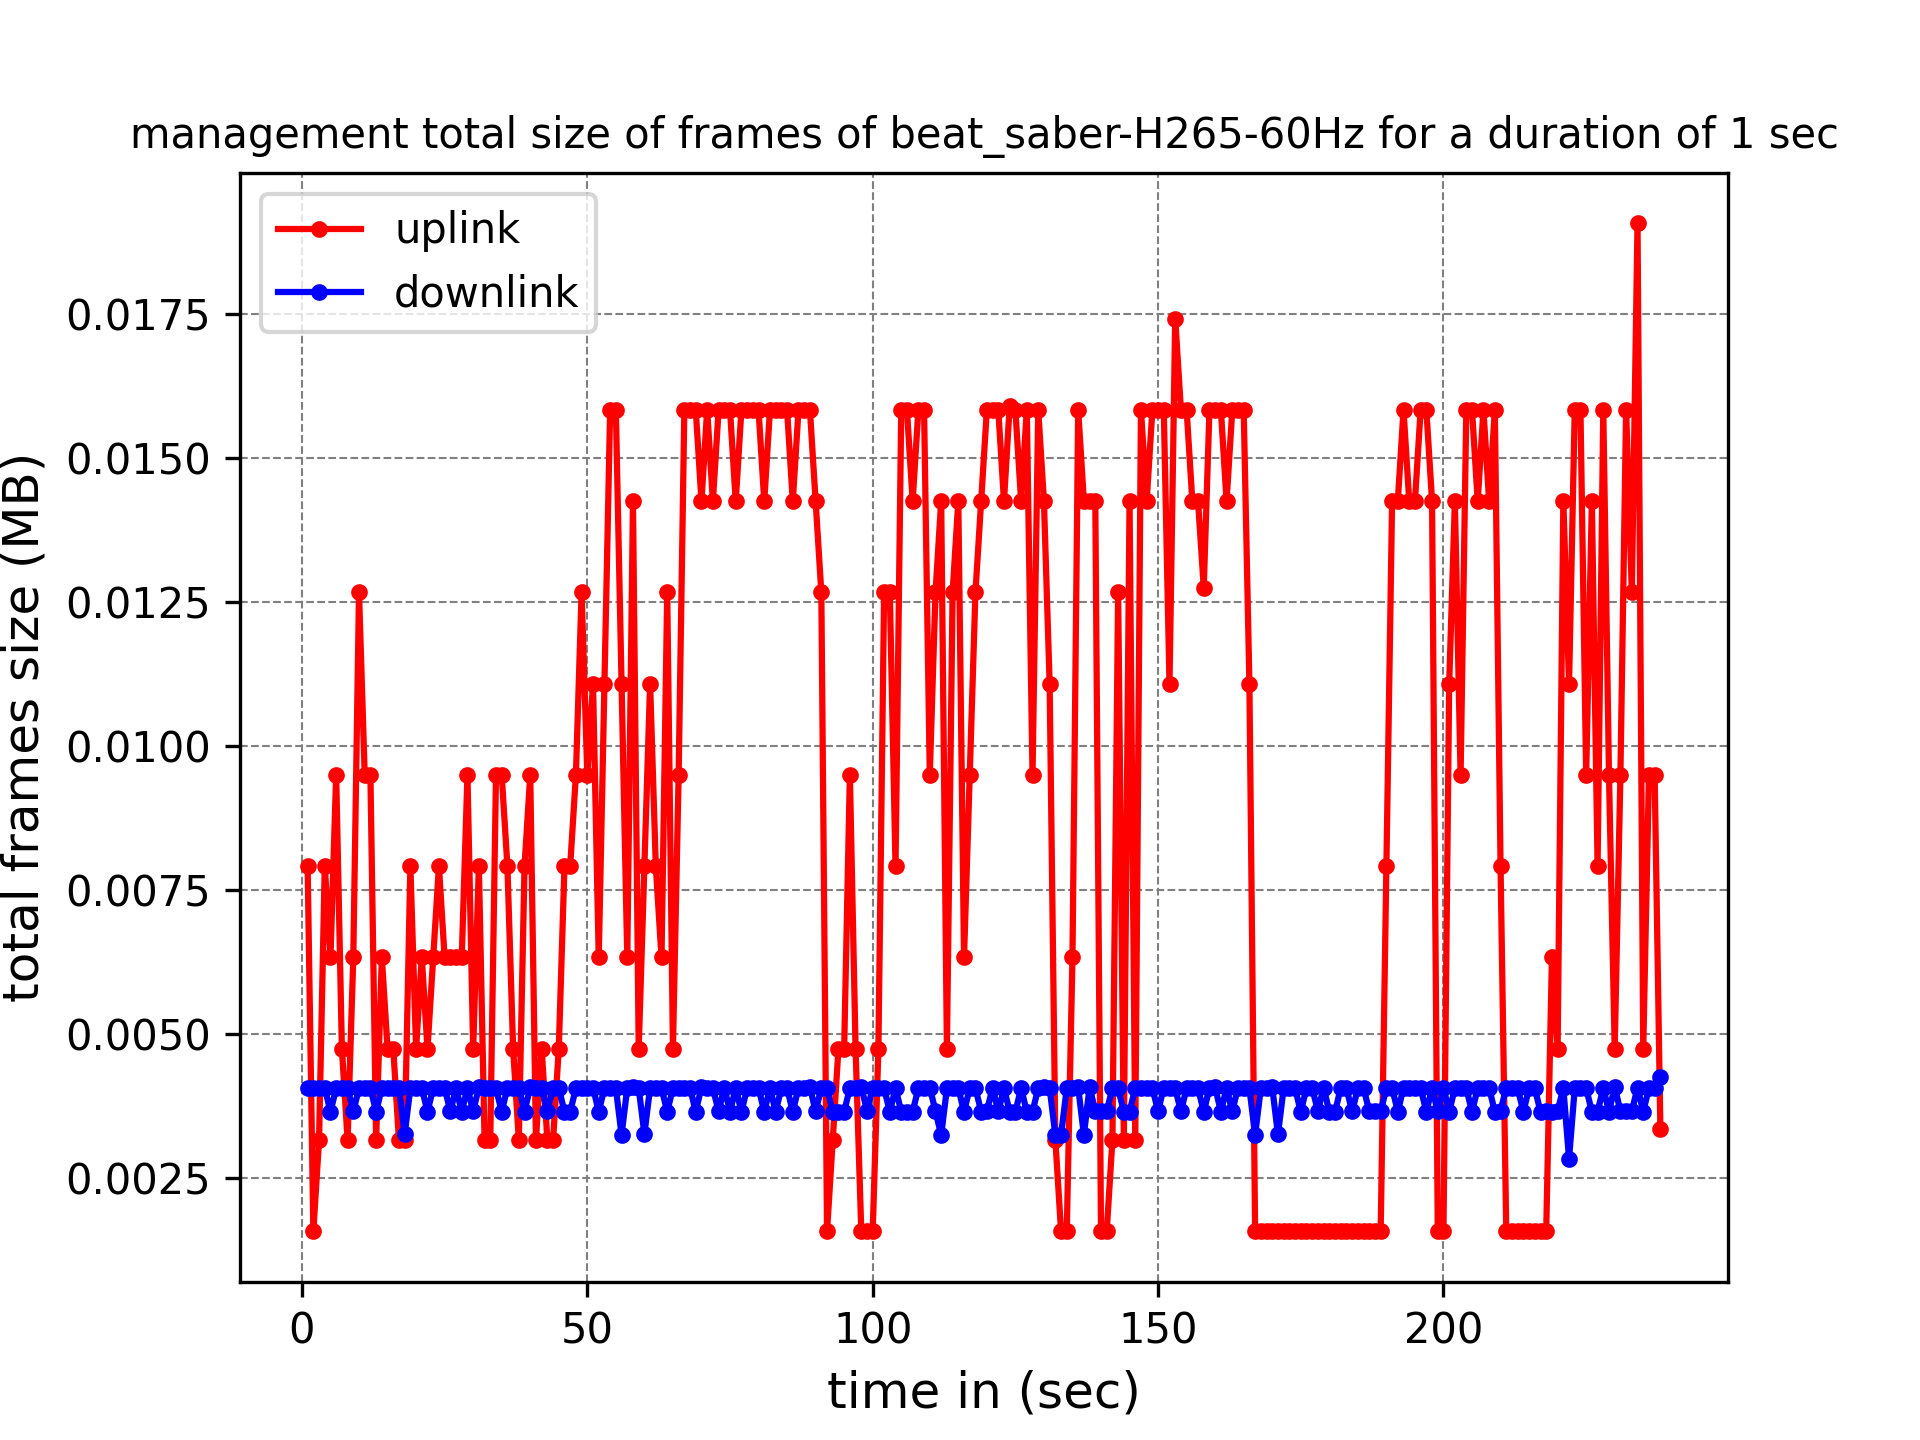 management total size of frames of beat_saber-H265-60Hz for a duration of 1 sec
uplink
downlink
0.0175
0.0150
0.0125
0.0100
0.0075
0.0050
0.0025
total frames size (MB)
0 50 100 150 200
time in (sec)